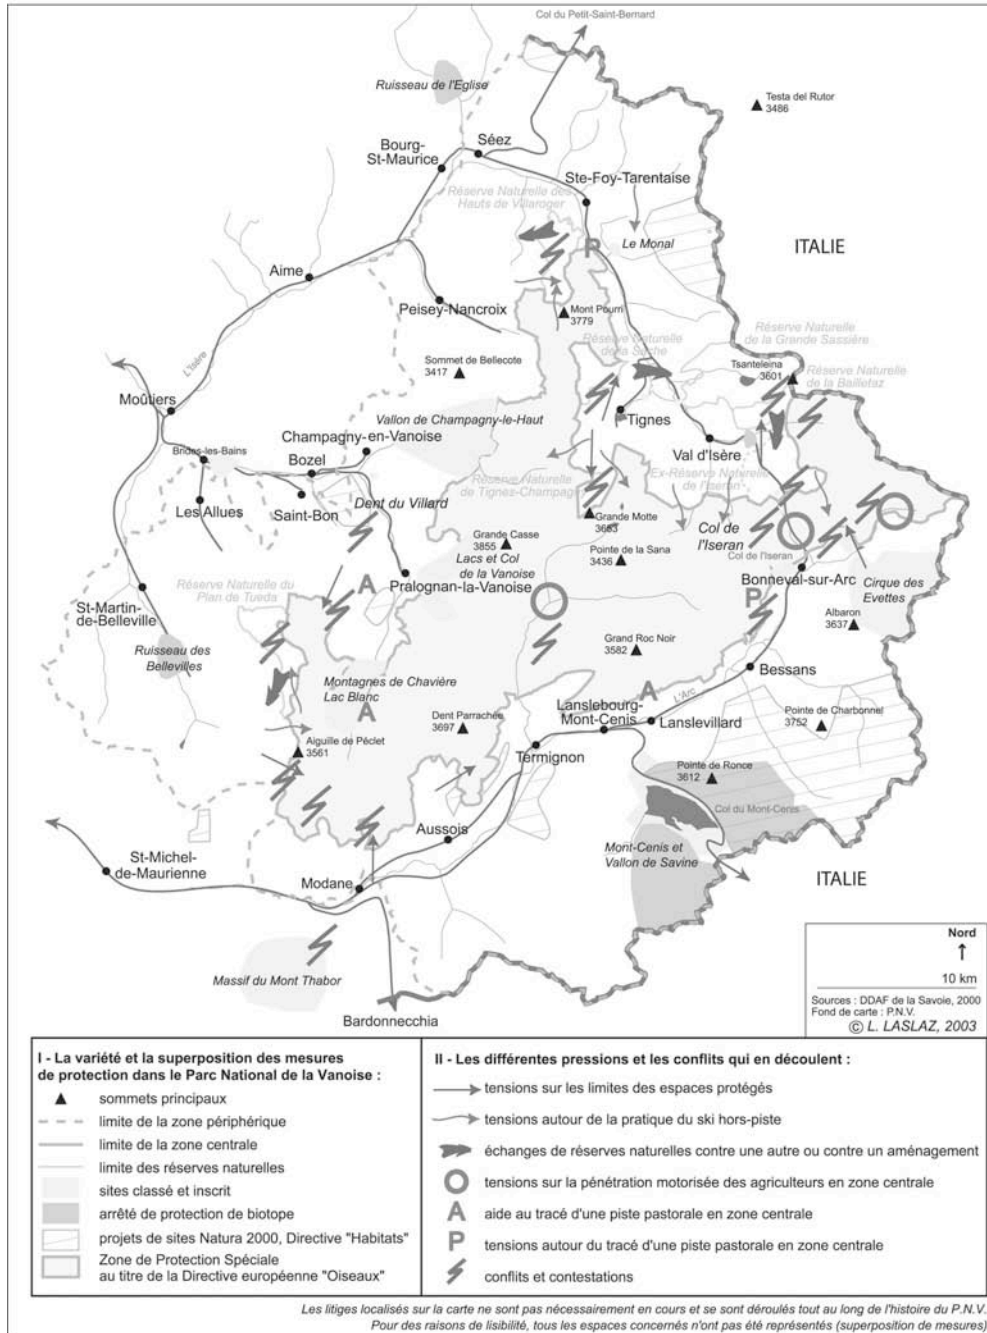 Col du Petit-Saint-Bernard
Ruisseau de l'Eglise
Testa del Rutor
3486
Séez
Bourg-
St-Maurice
Ste-Foy-Tarentaise
Réserve Naturelle des
Hauts de Villaroger
P
Le Monal
ITALIE
Aime
Peisey-Nancroix
Mont Pourri
3779
Réserve Naturelle
de la Grande Sassière
Réserve Naturelle
de la Sache
L'Isère
Sommet de Bellecote
3417
Tsanteleina
3601
Réserve Naturelle
de la Bailletaz
Moûtiers
Vallon de Champagny-le-Haut
Tignes
Champagny-en-Vanoise
Val d'Isère
Brides-les-Bains
Bozel
Ex-Réserve Naturelle
de l'Iseran
Réserve Naturelle
de Tignez-Champagny
Les Allues
Saint-Bon
Dent du Villard
Grande Motte
3663
Col de
l'Iseran
Grande Casse
3855
Lacs et Col
de la Vanoise
Pointe de la Sana
3436
Col de l'Iseran
Bonneval-sur-Arc
A
Pralognan-la-Vanoise
Réserve Naturelle du
Plan de Tueda
P
Cirque des
Evettes
St-Martin-
de-Belleville
Albaron
3637
Ruisseau des
Bellevilles
Grand Roc Noir
3582
Bessans
Montagnes de Chavière
Lac Blanc
A
A
L'Arc
Lanslebourg-
Mont-Cenis
Lanslevillard
Pointe de Charbonnel
3752
Dent Parrachée
3697
Aiguille de Péclet
3561
Termignon
Pointe de Ronce
3612
Col du Mont-Cenis
Aussois
Mont-Cenis et
Vallon de Savine
St-Michel-
de-Maurienne
Modane
ITALIE
Massif du Mont Thabor
Bardonnecchia
Nord
10 km
Sources : DDAF de la Savoie, 2000
Fond de carte : P.N.V.
© L. LASLAZ, 2003
I - La variété et la superposition des mesures
de protection dans le Parc National de la Vanoise :
sommets principaux
limite de la zone périphérique
limite de la zone centrale
limite des réserves naturelles
sites classé et inscrit
arrêté de protection de biotope
projets de sites Natura 2000, Directive "Habitats"
Zone de Protection Spéciale
au titre de la Directive européenne "Oiseaux"
II - Les différentes pressions et les conflits qui en découlent :
tensions sur les limites des espaces protégés
tensions autour de la pratique du ski hors-piste
échanges de réserves naturelles contre une autre ou contre un aménagement
tensions sur la pénétration motorisée des agriculteurs en zone centrale
A aide au tracé d'une piste pastorale en zone centrale
P tensions autour du tracé d'une piste pastorale en zone centrale
conflits et contestations
Les litiges localisés sur la carte ne sont pas nécessairement en cours et se sont déroulés tout au long de l'histoire du P.N.V.
Pour des raisons de lisibilité, tous les espaces concernés n'ont pas été représentés (superposition de mesures)